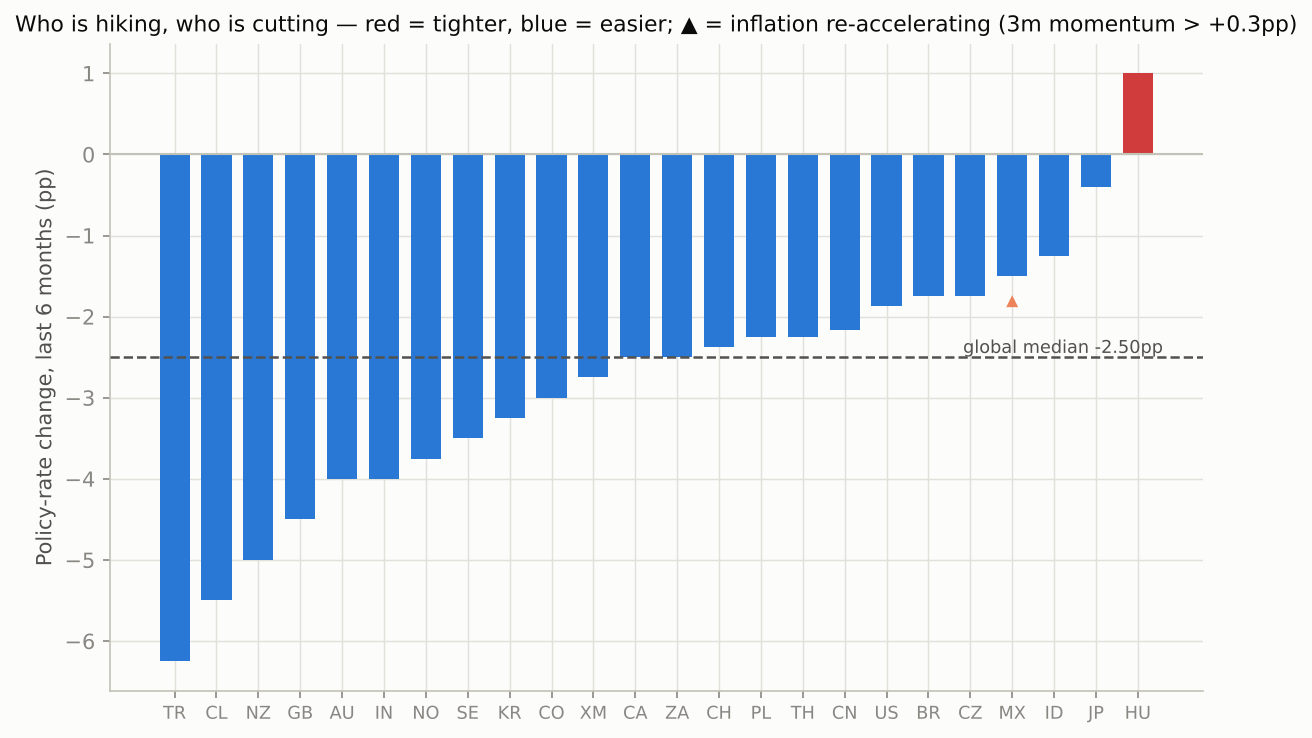 Who is hiking, who is cutting — red = tighter, blue = easier; ▲ = inflation re-accelerating (3m momentum > +0.3pp)
Policy-rate change, last 6 months (pp)
1
0
−1
−2
−3
−4
−5
−6
global median -2.50pp
TR CL NZ GB AU IN NO SE KR CO XM CA ZA CH PL TH CN US BR CZ MX ID JP HU